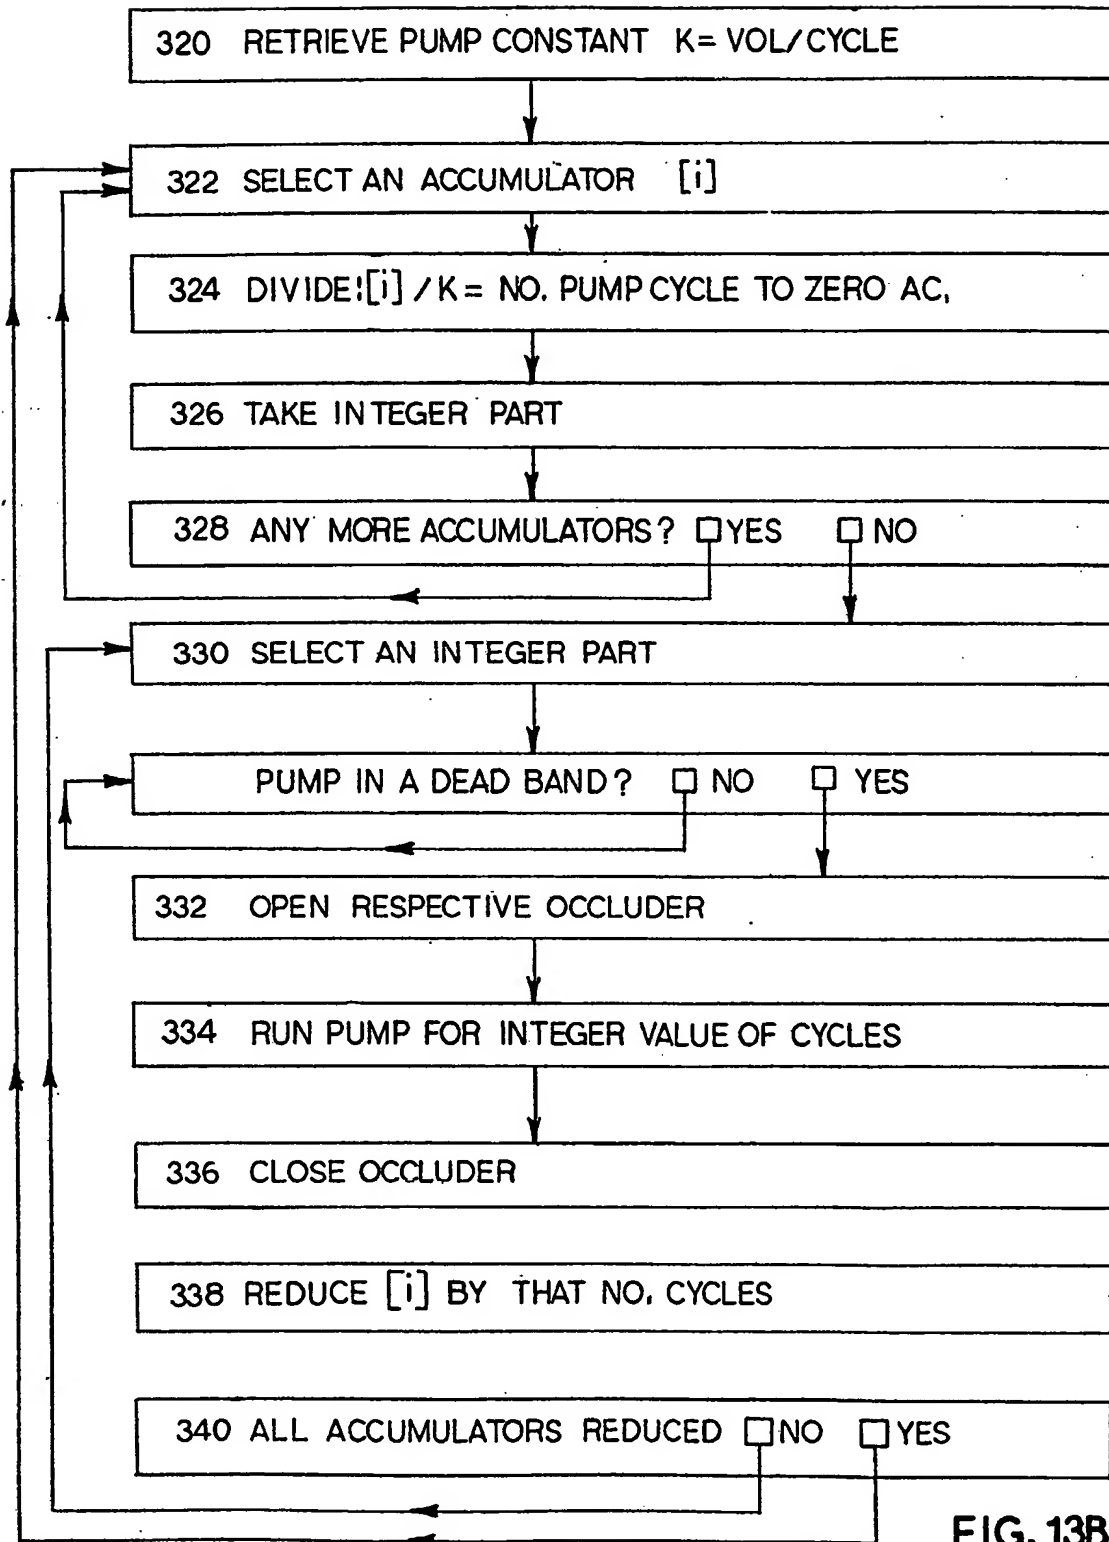 320 RETRIEVE PUMP CONSTANT K= VOL/CYCLE
322 SELECT AN ACCUMULATOR [i]
324 DIVIDE:[i] /K= NO. PUMP CYCLE TO ZERO AC.
326 TAKE INTEGER PART
328 ANY MORE ACCUMULATORS? YES NO
330 SELECT AN INTEGER PART
PUMP IN A DEAD BAND? NO YES
332 OPEN RESPECTIVE OCCLUDER
334 RUN PUMP FOR INTEGER VALUE OF CYCLES
336 CLOSE OCCLUDER
338 REDUCE [i] BY THAT NO. CYCLES
340 ALL ACCUMULATORS REDUCED NO YES
FIG. 13B